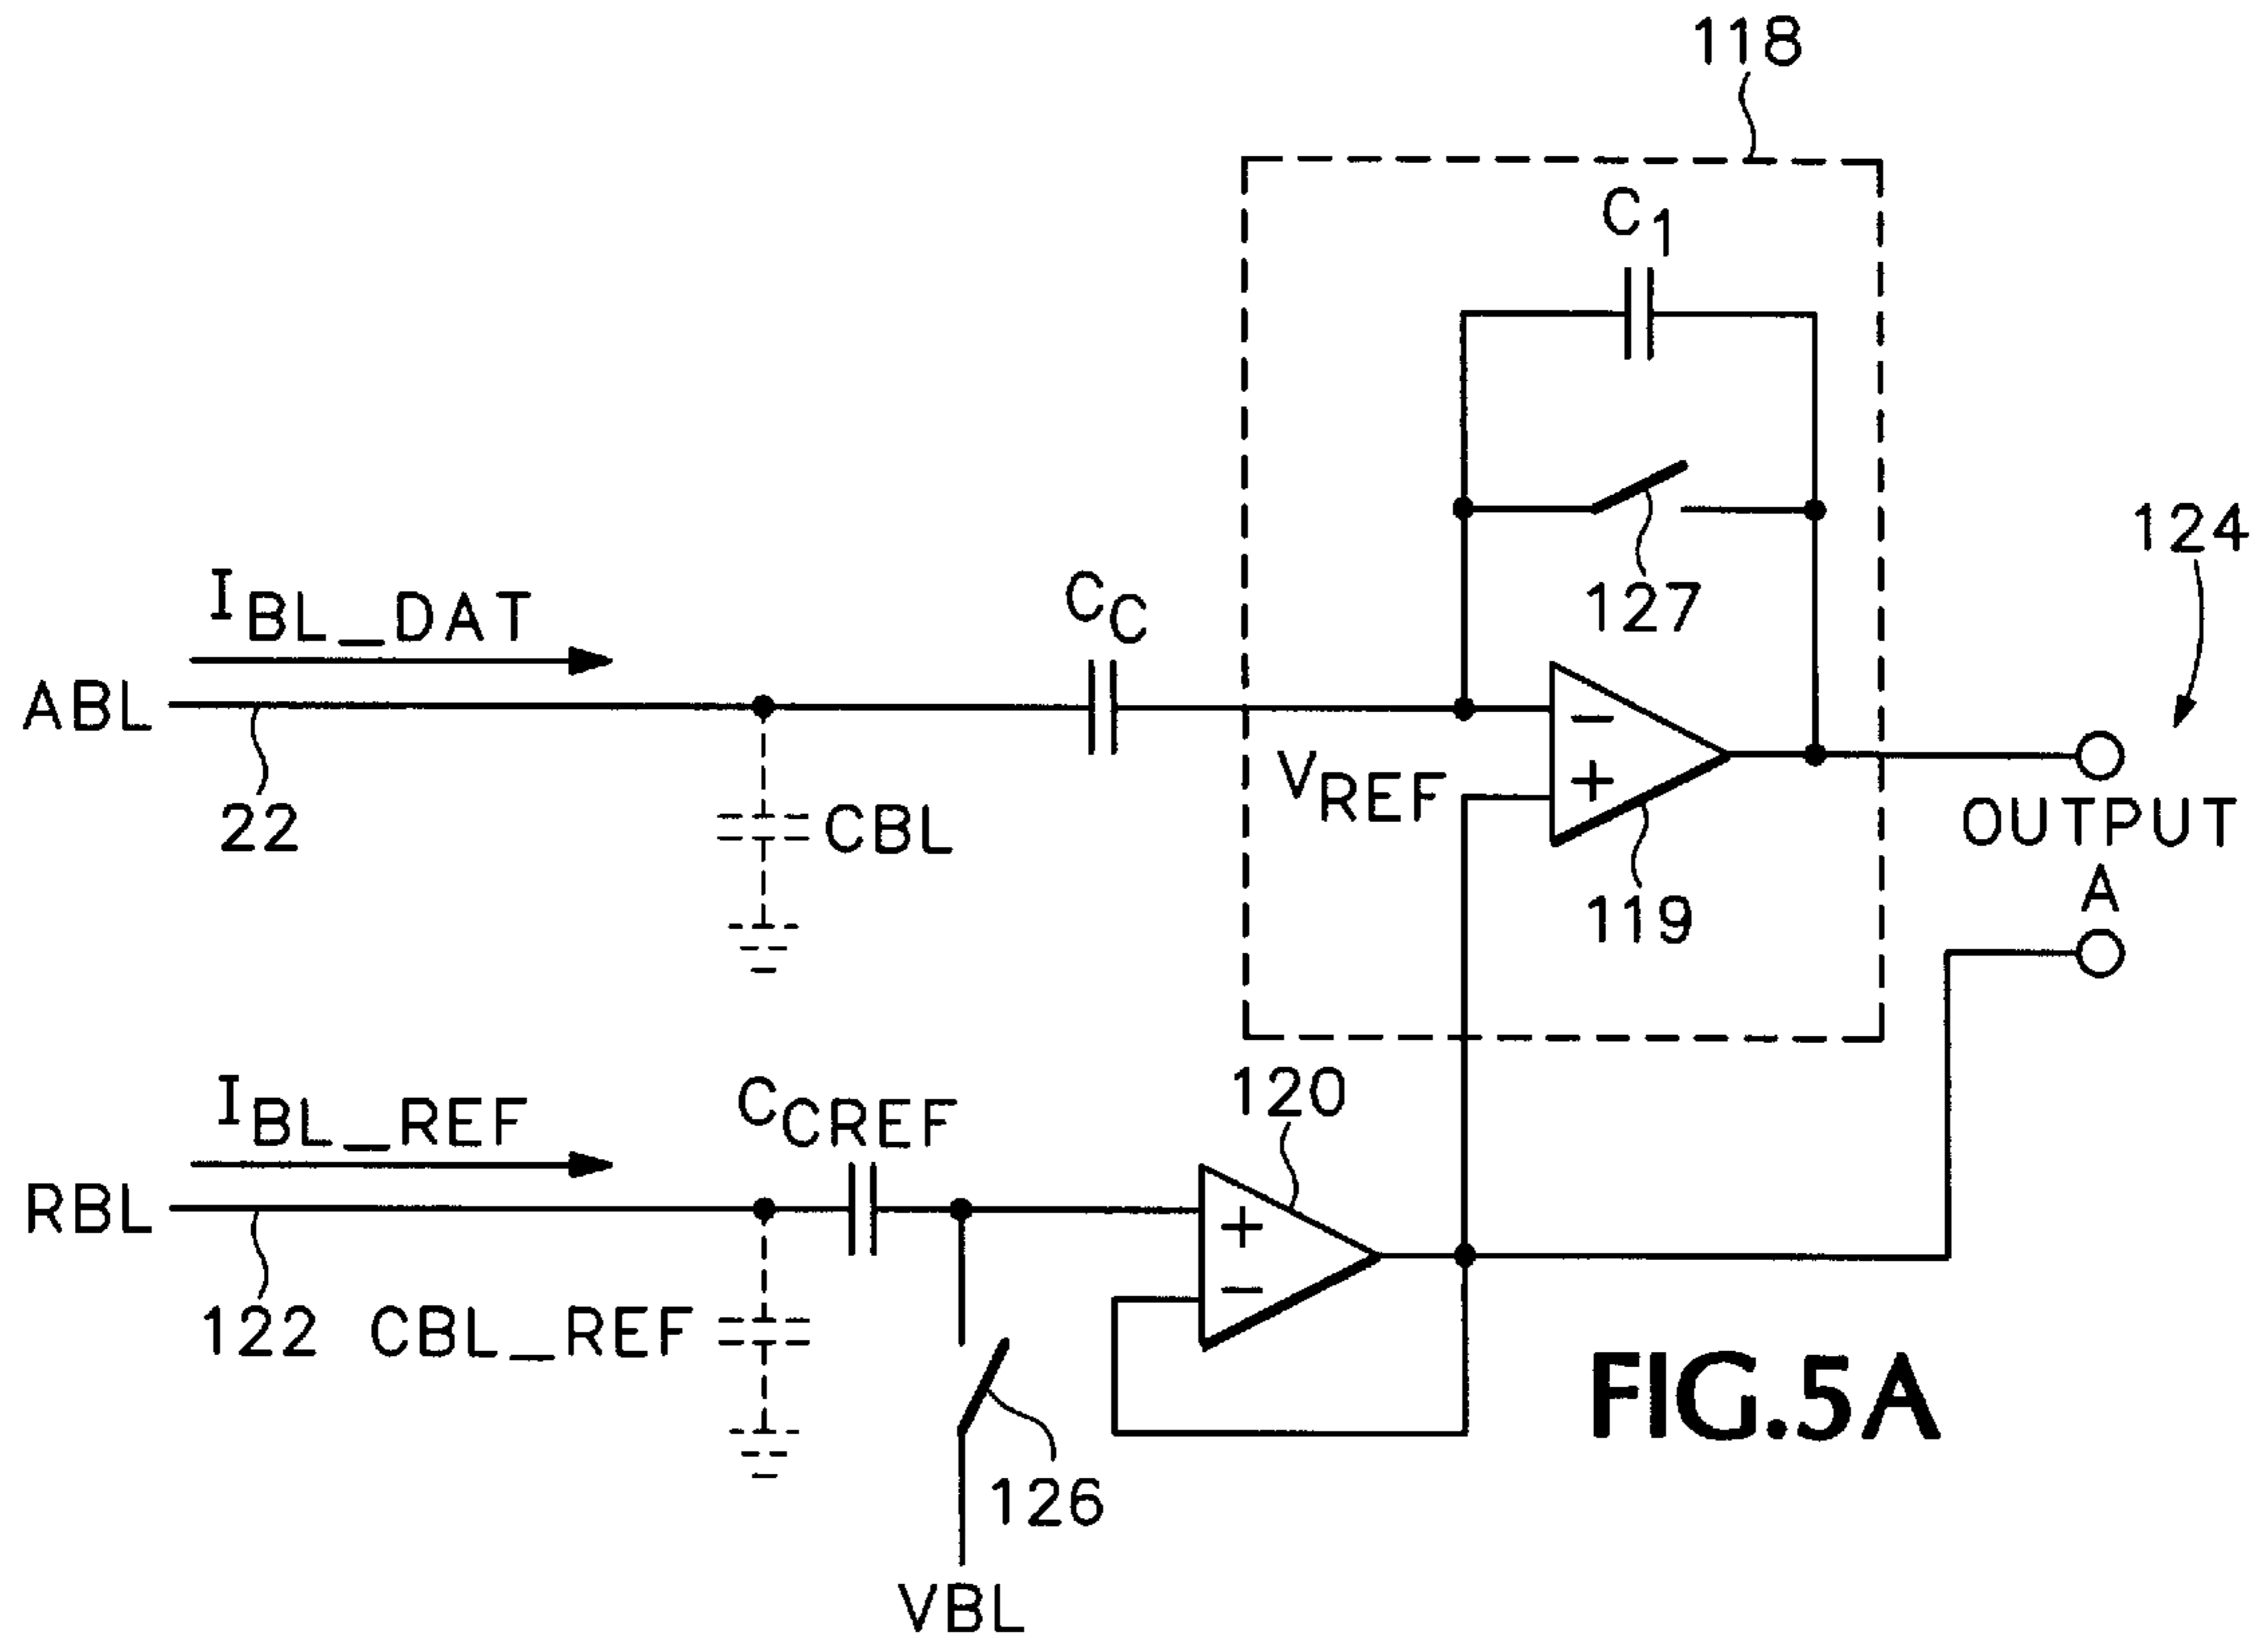 118
C1
124
127
IBL_DAT
CC
ABL
22
CBL
VREF
−
+
119
OUTPUT
A
IBL_REF
CCREF
120
RBL
122
CBL_REF
+
−
126
VBL
FIG.5A